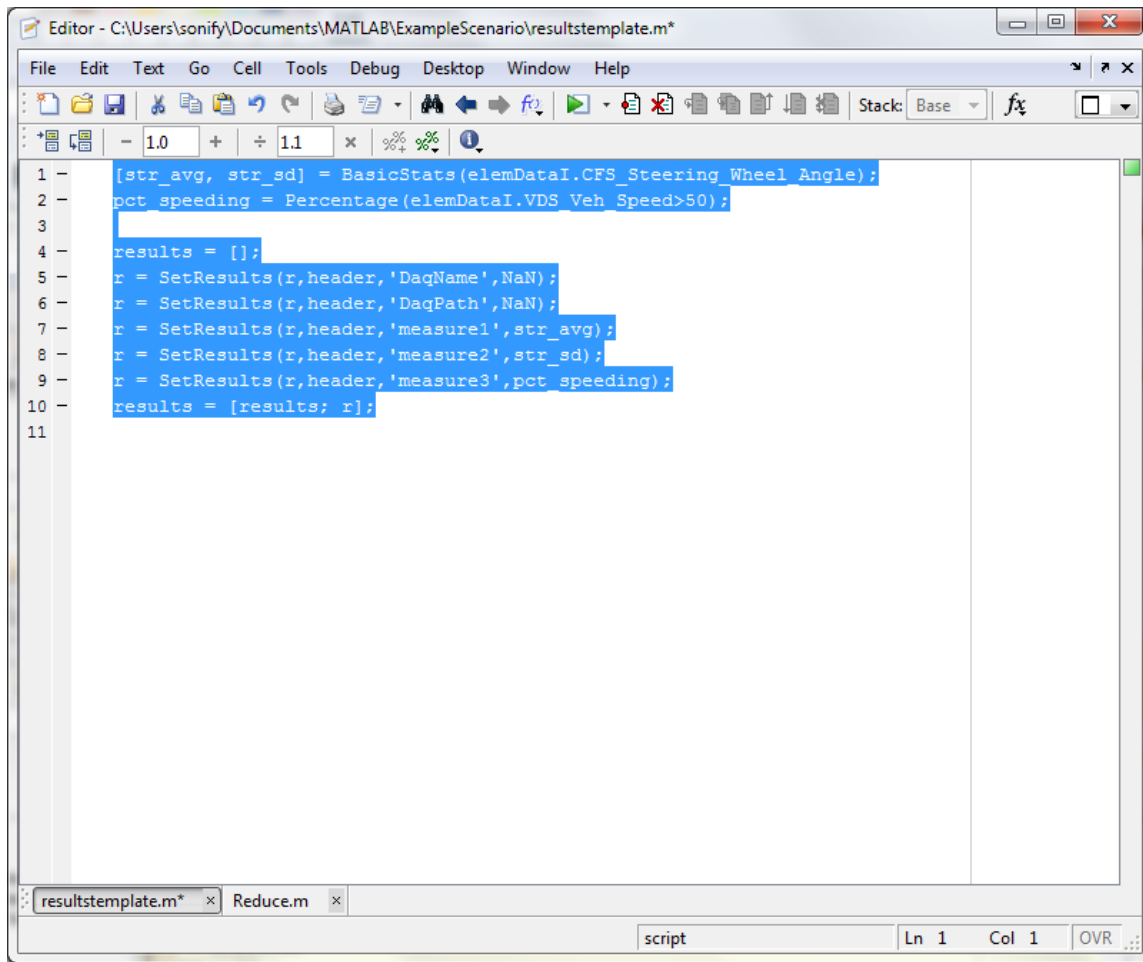 Editor - C:\Users\sonify\Documents\MATLAB\ExampleScenario\resultstemplate.m*
File Edit Text Go Cell Tools Debug Desktop Window Help
Stack: Base fx
- 1.0 + ÷ 1.1 ×
1 - [str_avg, str_sd] = BasicStats(elemDataI.CFS_Steering_Wheel_Angle);
2 - pct_speeding = Percentage(elemDataI.VDS_Veh_Speed>50);
3
4 - results = [];
5 - r = SetResults(r,header,'DaqName',NaN);
6 - r = SetResults(r,header,'DaqPath',NaN);
7 - r = SetResults(r,header,'measure1',str_avg);
8 - r = SetResults(r,header,'measure2',str_sd);
9 - r = SetResults(r,header,'measure3',pct_speeding);
10 - results = [results; r];
11
resultstemplate.m* × Reduce.m ×
script Ln 1 Col 1 OVR